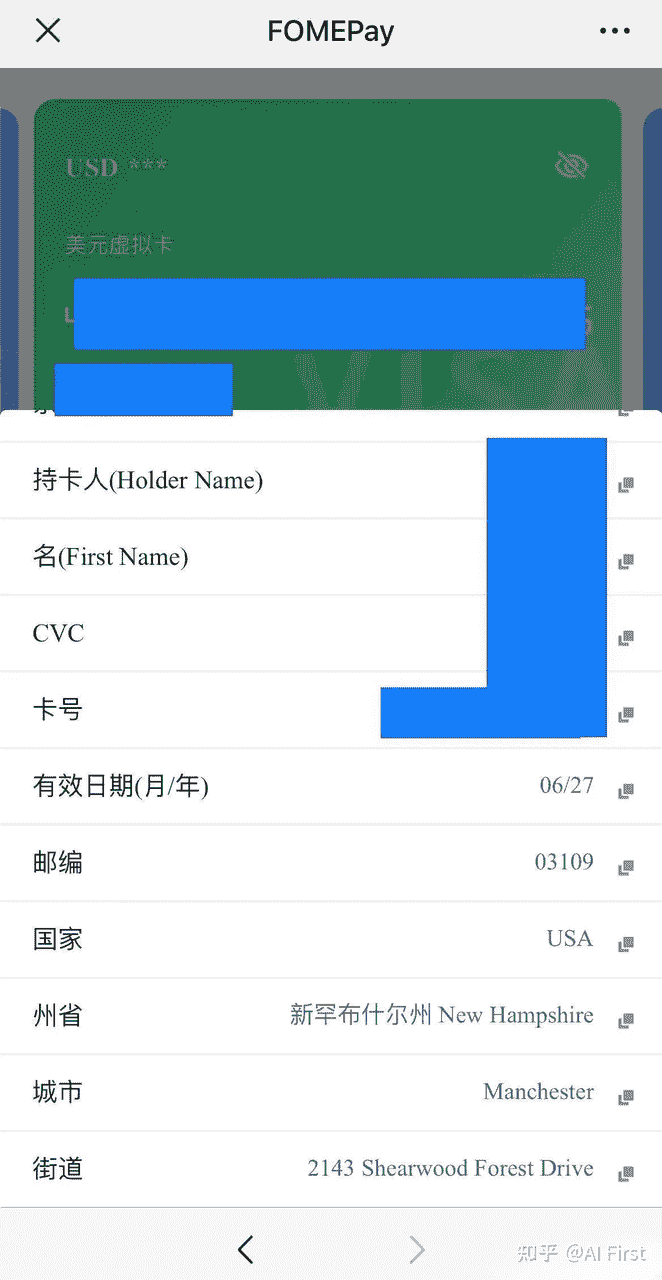 FOMEPay
USD ***
美元虚拟卡
VISA
持卡人(Holder Name)
名(First Name)
CVC
卡号
有效日期(月/年) 06/27
邮编 03109
国家 USA
州省 新罕布什尔州 New Hampshire
城市 Manchester
街道 2143 Shearwood Forest Drive
知乎 @AI First